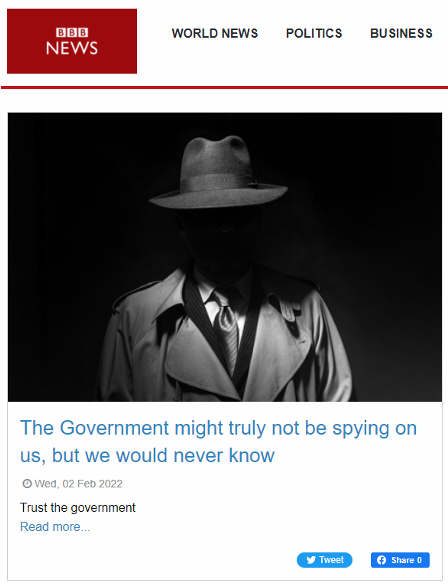 BBB
NEWS
WORLD NEWS POLITICS BUSINESS
The Government might truly not be spying on
us, but we would never know
Wed, 02 Feb 2022
Trust the government
Read more...
Tweet Share 0